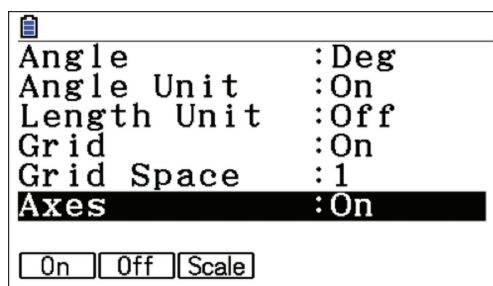 Angle :Deg
Angle Unit :On
Length Unit :Off
Grid :On
Grid Space :1
Axes :On
On Off Scale